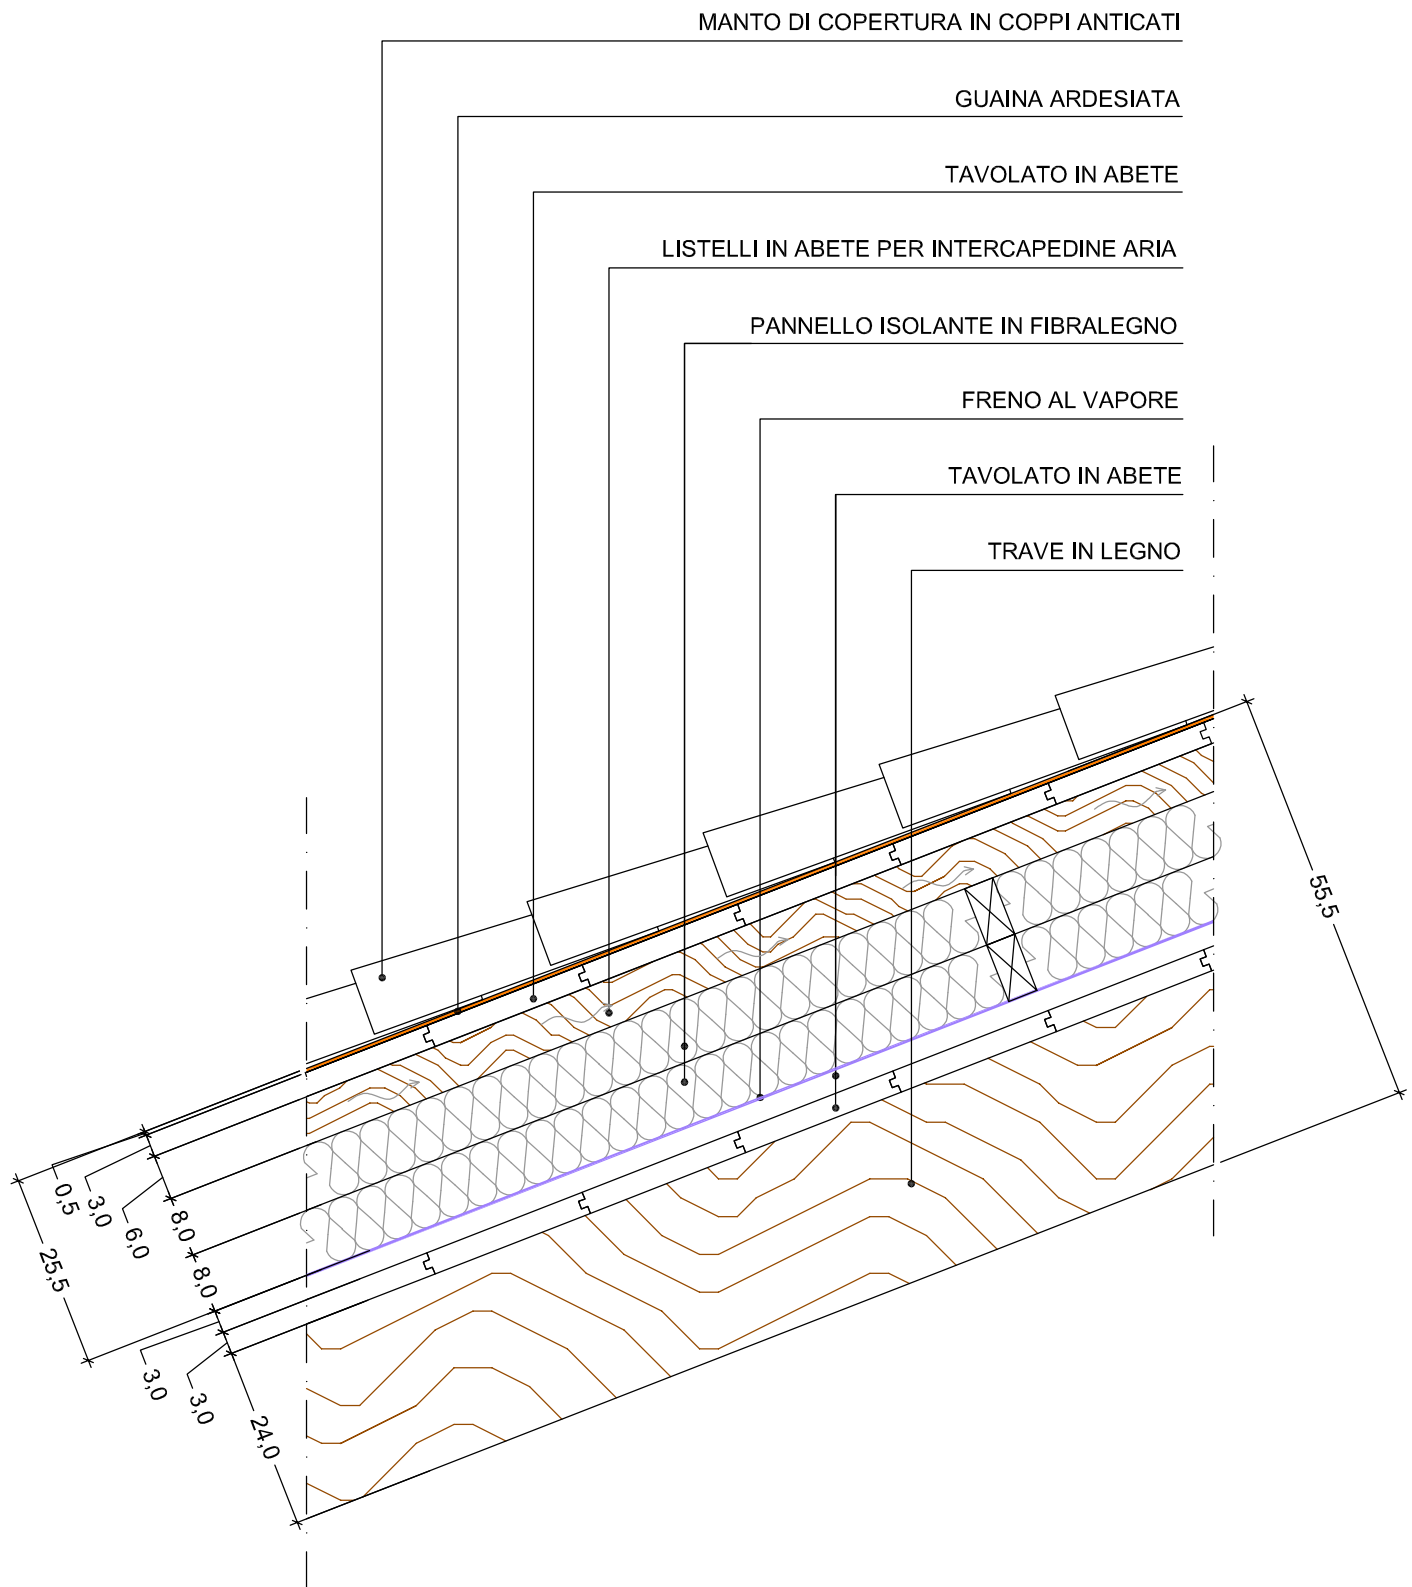 MANTO DI COPERTURA IN COPPI ANTICATI
GUAINA ARDESIATA
TAVOLATO IN ABETE
LISTELLI IN ABETE PER INTERCAPEDINE ARIA
PANNELLO ISOLANTE IN FIBRALEGNO
FRENO AL VAPORE
TAVOLATO IN ABETE
TRAVE IN LEGNO
55,5
0,5
3,0
6,0
8,0
8,0
25,5
3,0
3,0
24,0